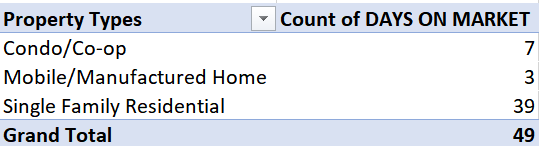 Property Types Count of DAYS ON MARKET
Condo/Co-op 7
Mobile/Manufactured Home 3
Single Family Residential 39
Grand Total 49